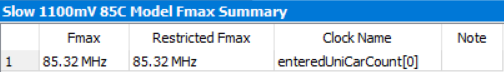 Slow 1100mV 85C Model Fmax Summary
Fmax Restricted Fmax Clock Name Note
1 85.32 MHz 85.32 MHz enteredUniCarCount[0]